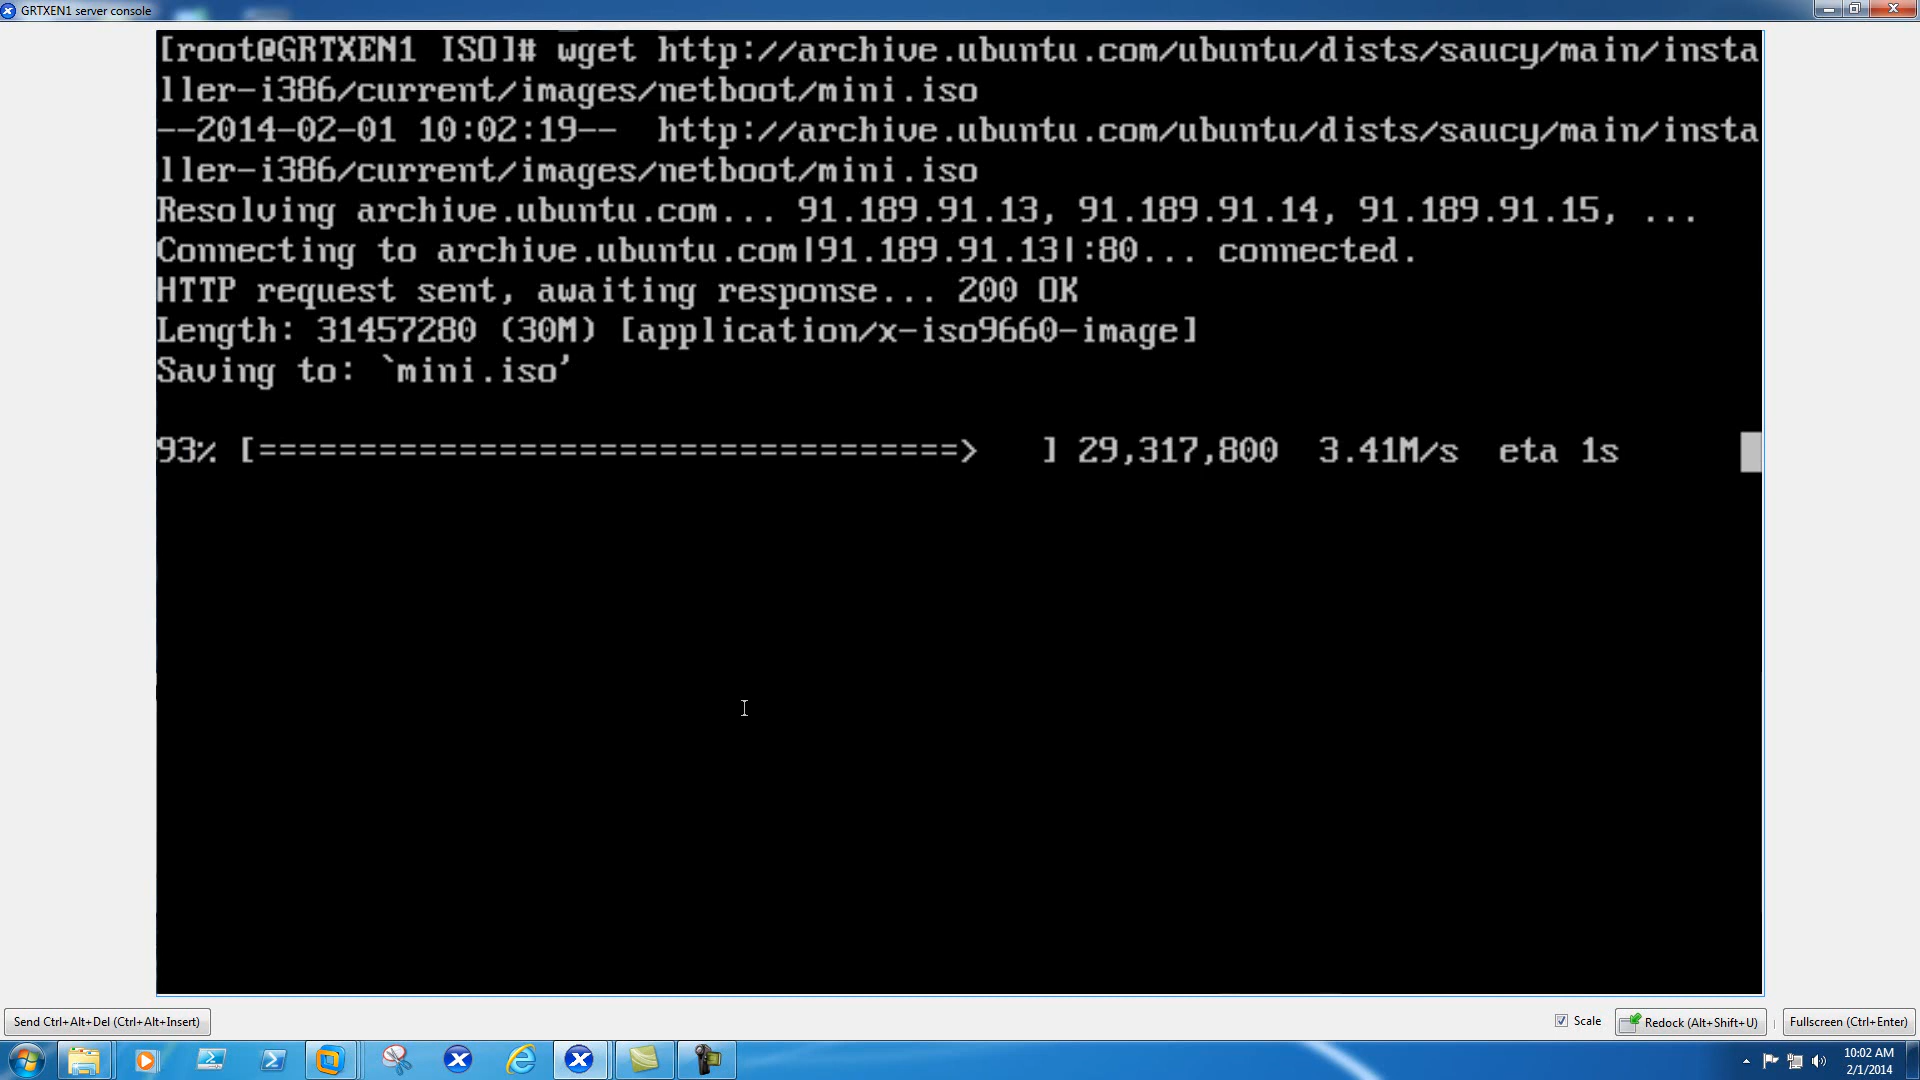 GRTXEN1 server console
[root@GRTXEN1 ISO]# wget http://archive.ubuntu.com/ubuntu/dists/saucy/main/insta
ller-i386/current/images/netboot/mini.iso
--2014-02-01 10:02:19--  http://archive.ubuntu.com/ubuntu/dists/saucy/main/insta
ller-i386/current/images/netboot/mini.iso
Resolving archive.ubuntu.com... 91.189.91.13, 91.189.91.14, 91.189.91.15, ...
Connecting to archive.ubuntu.com|91.189.91.13|:80... connected.
HTTP request sent, awaiting response... 200 OK
Length: 31457280 (30M) [application/x-iso9660-image]
Saving to: `mini.iso'
93% [===================================>   ] 29,317,800  3.41M/s  eta 1s
Send Ctrl+Alt+Del (Ctrl+Alt+Insert)
Scale
Redock (Alt+Shift+U)
Fullscreen (Ctrl+Enter)
10:02 AM
2/1/2014